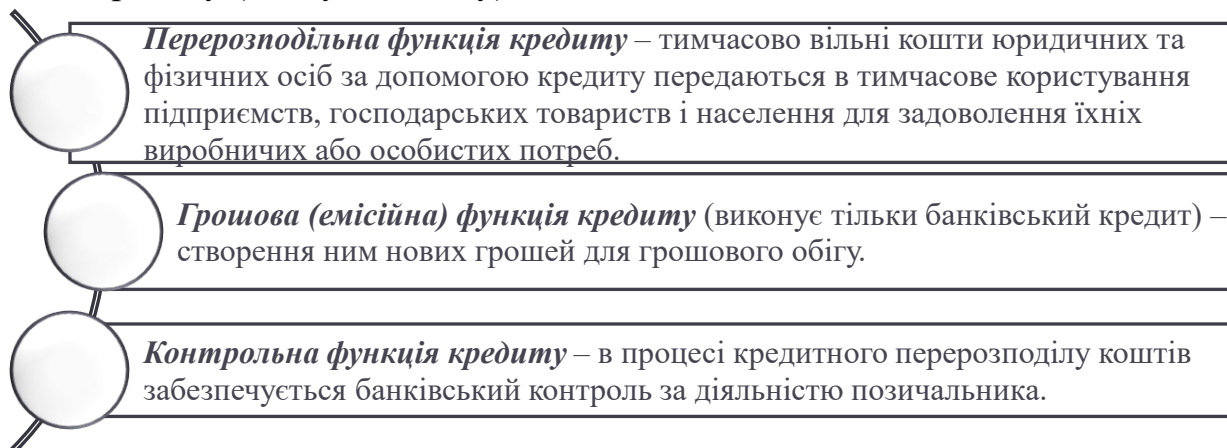 Перерозподільна функція кредиту – тимчасово вільні кошти юридичних та
фізичних осіб за допомогою кредиту передаються в тимчасове користування
підприємств, господарських товариств і населення для задоволення їхніх
виробничих або особистих потреб.
Грошова (емісійна) функція кредиту (виконує тільки банківський кредит) –
створення ним нових грошей для грошового обігу.
Контрольна функція кредиту – в процесі кредитного перерозподілу коштів
забезпечується банківський контроль за діяльністю позичальника.